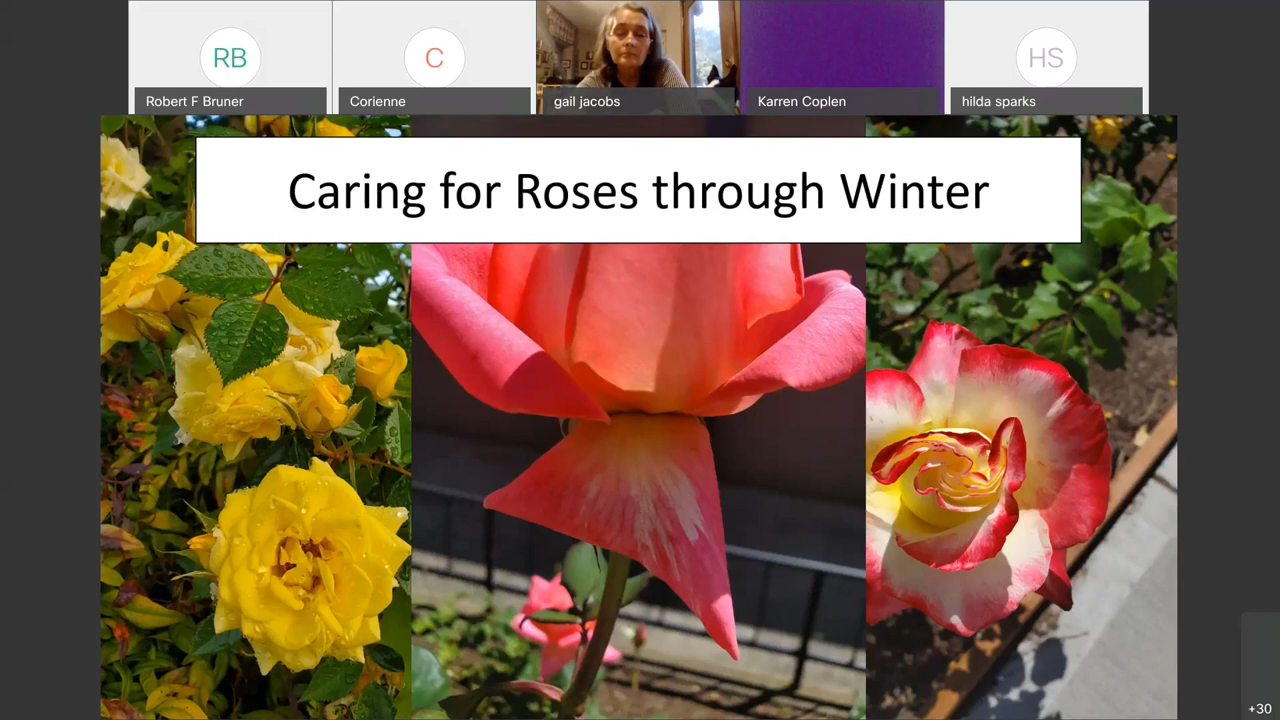 RB
C
HS
Robert F Bruner
Corienne
gail jacobs
Karren Coplen
hilda sparks
Caring for Roses through Winter
+30